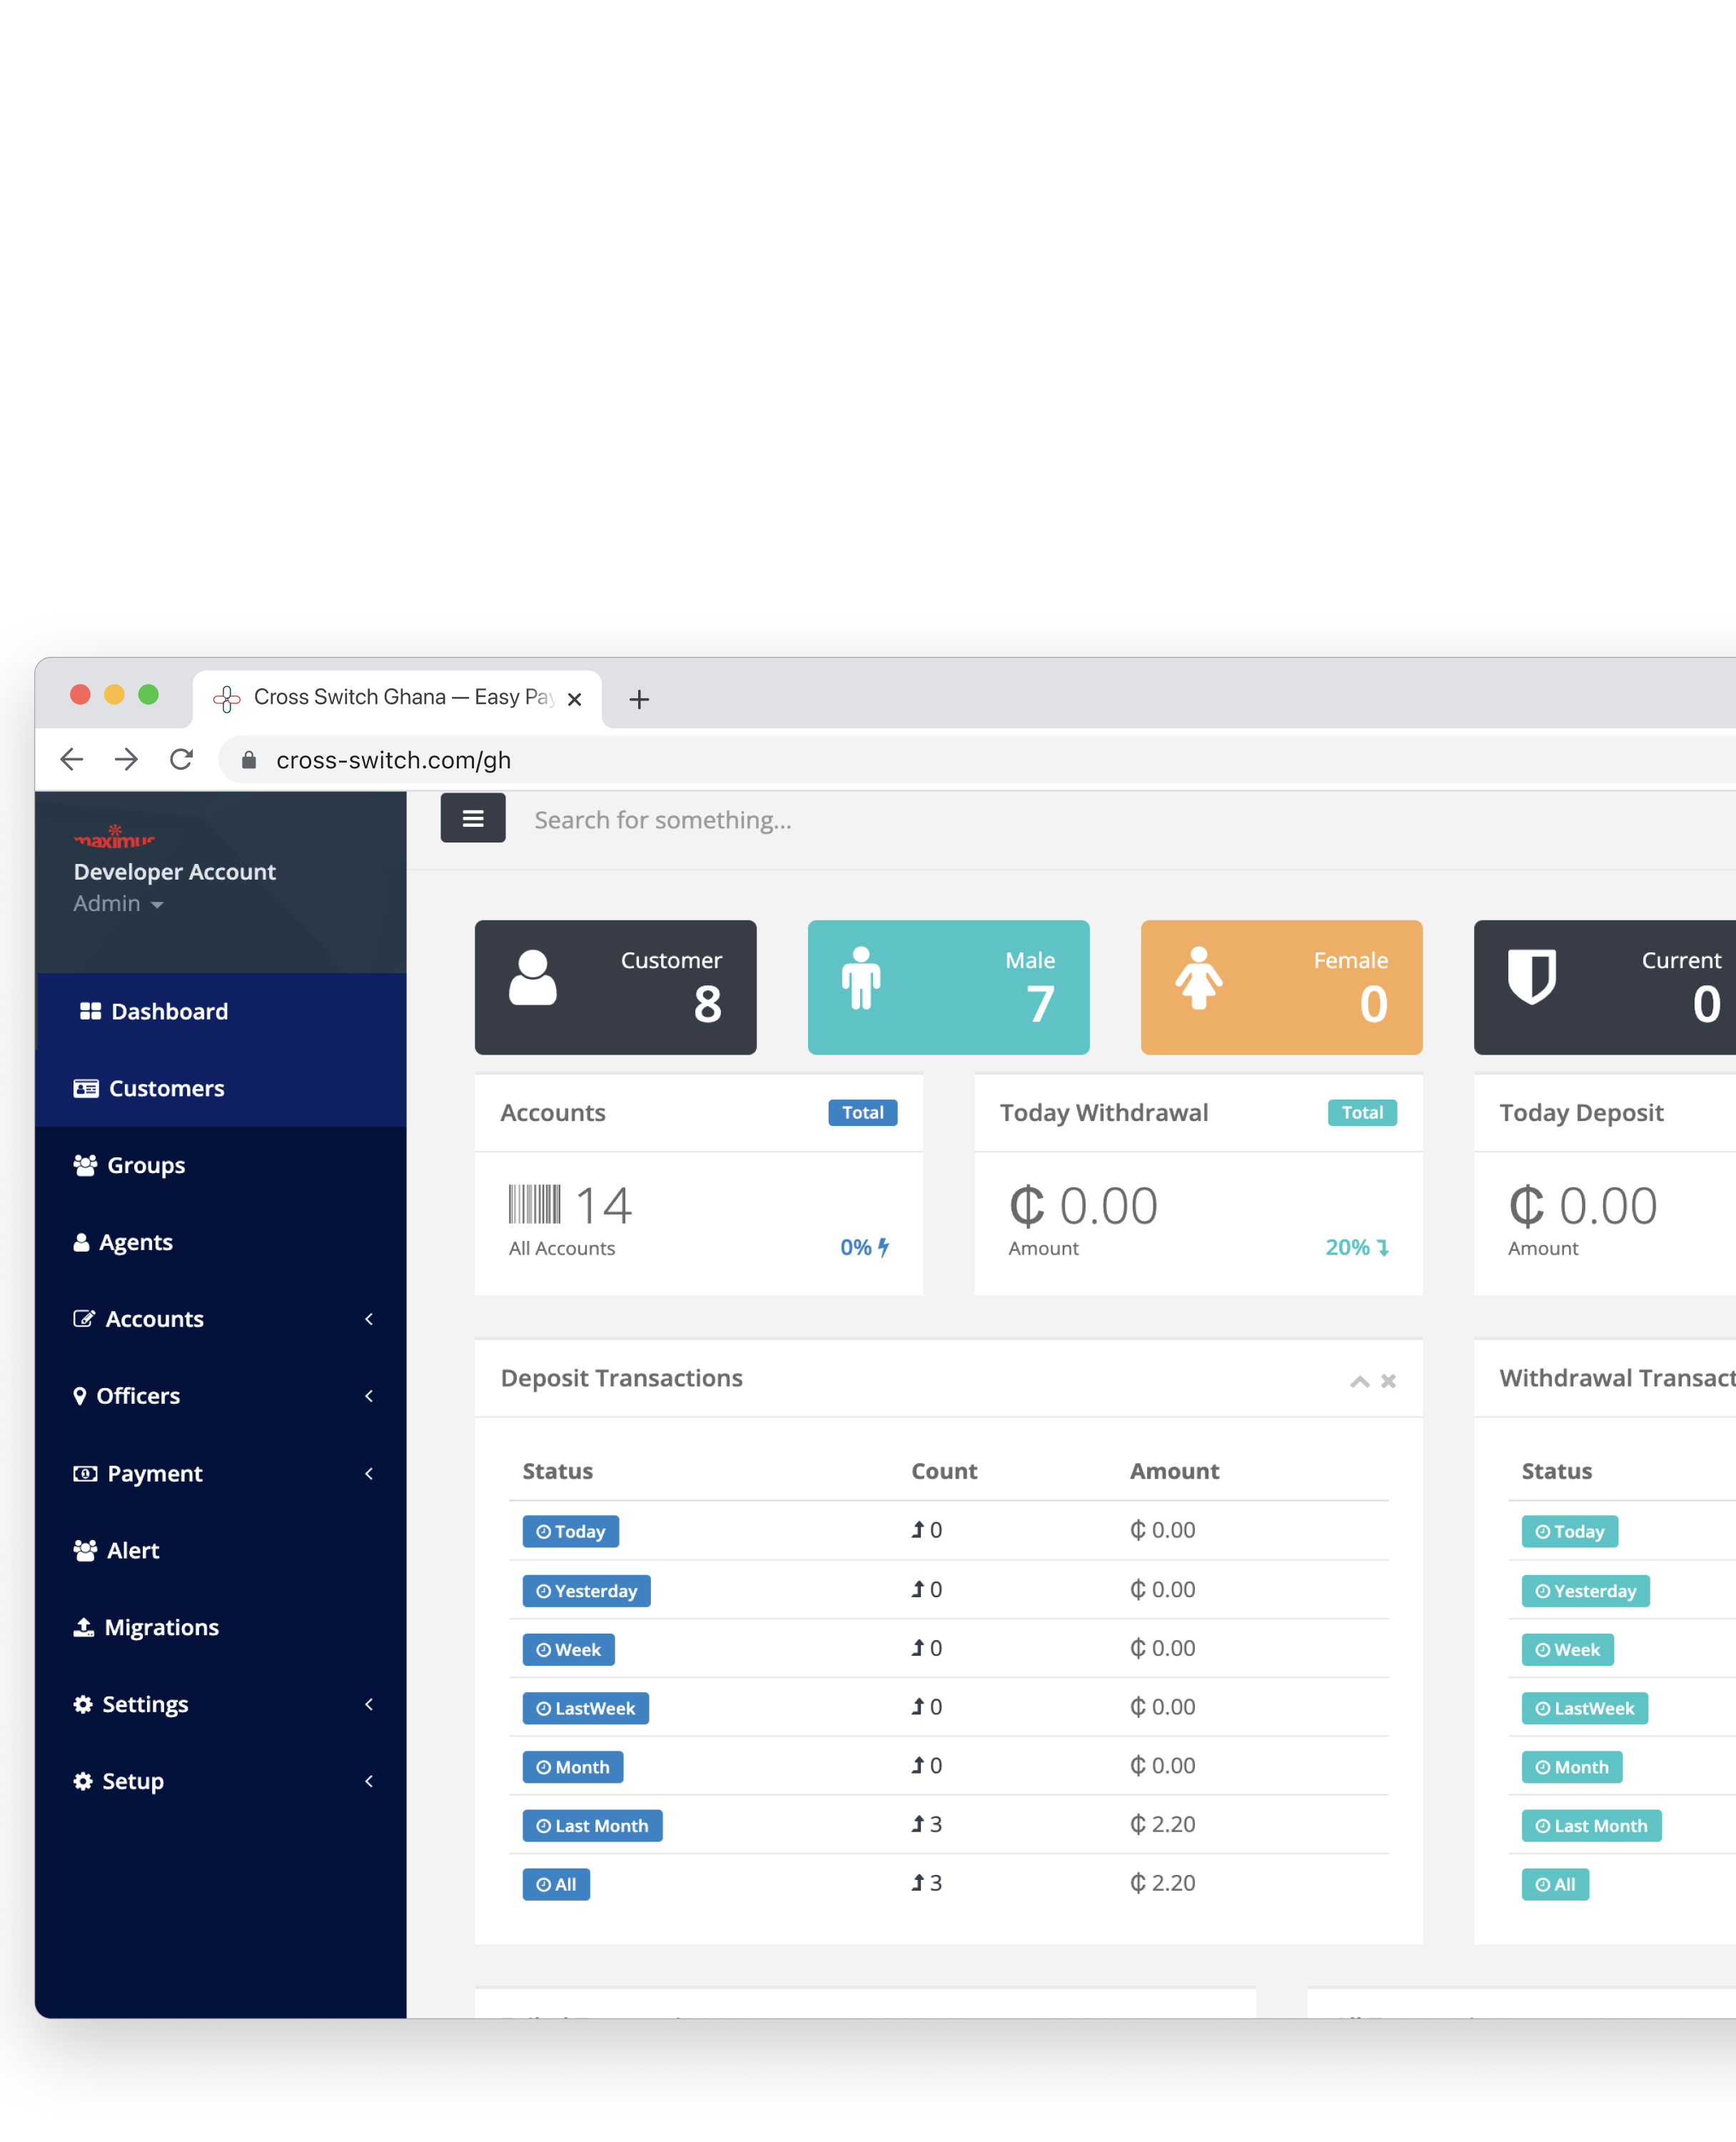 Cross Switch Ghana — Easy Pay
cross-switch.com/gh
maximus
Developer Account
Admin
Search for something...
Dashboard
Customers
Groups
Agents
Accounts
Officers
Payment
Alert
Migrations
Settings
Setup
Customer
8
Male
7
Female
0
Current
0
Accounts
Total
14
All Accounts
0%
Today Withdrawal
Total
₵ 0.00
Amount
20%
Today Deposit
₵ 0.00
Amount
Deposit Transactions
Status Count Amount
Today 0 ₵ 0.00
Yesterday 0 ₵ 0.00
Week 0 ₵ 0.00
LastWeek 0 ₵ 0.00
Month 0 ₵ 0.00
Last Month 3 ₵ 2.20
All 3 ₵ 2.20
Withdrawal Transact
Status
Today
Yesterday
Week
LastWeek
Month
Last Month
All